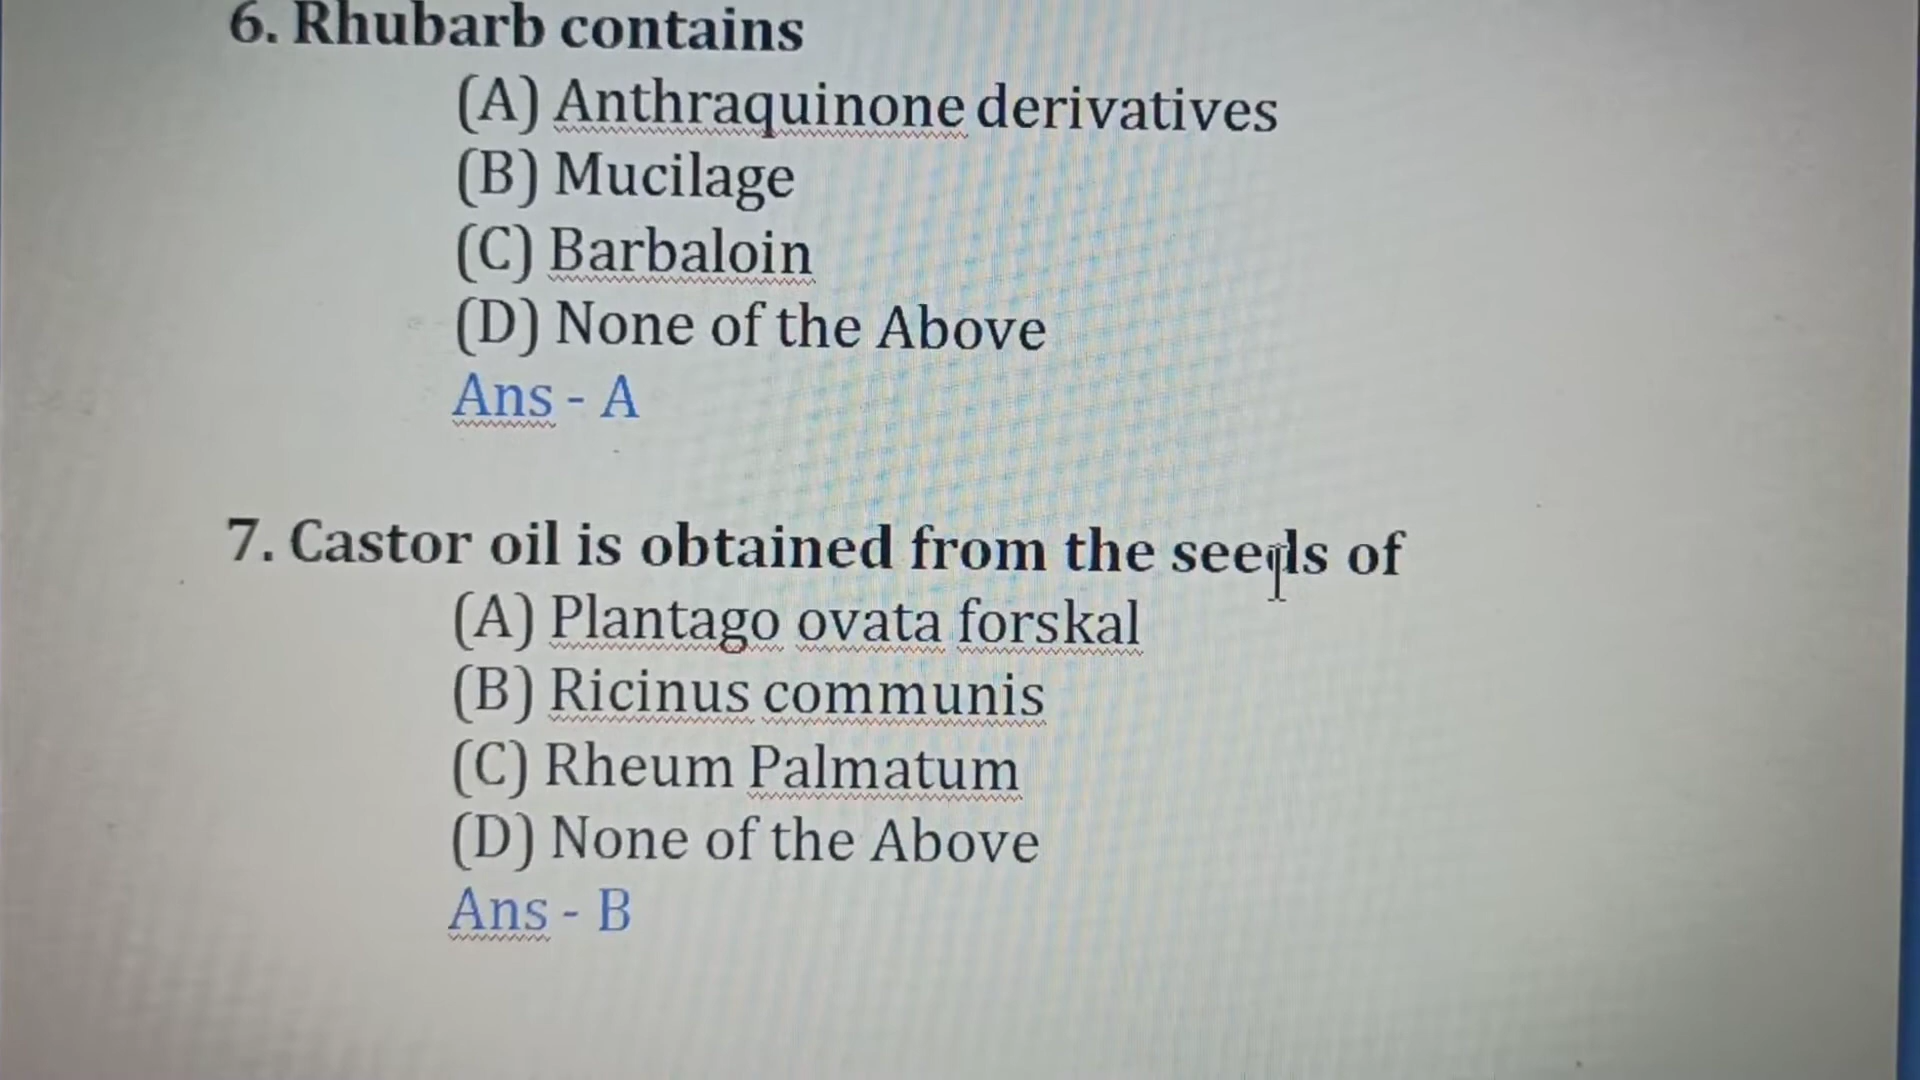 6. Rhubarb contains
(A) Anthraquinone derivatives
(B) Mucilage
(C) Barbaloin
(D) None of the Above
Ans - A
7. Castor oil is obtained from the seeds of
(A) Plantago ovata forskal
(B) Ricinus communis
(C) Rheum Palmatum
(D) None of the Above
Ans - B